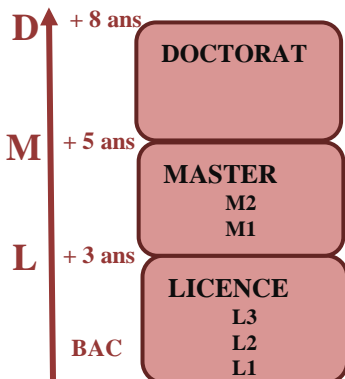 D + 8 ans
DOCTORAT
M + 5 ans
MASTER
M2
M1
L + 3 ans
LICENCE
L3
L2
BAC
L1